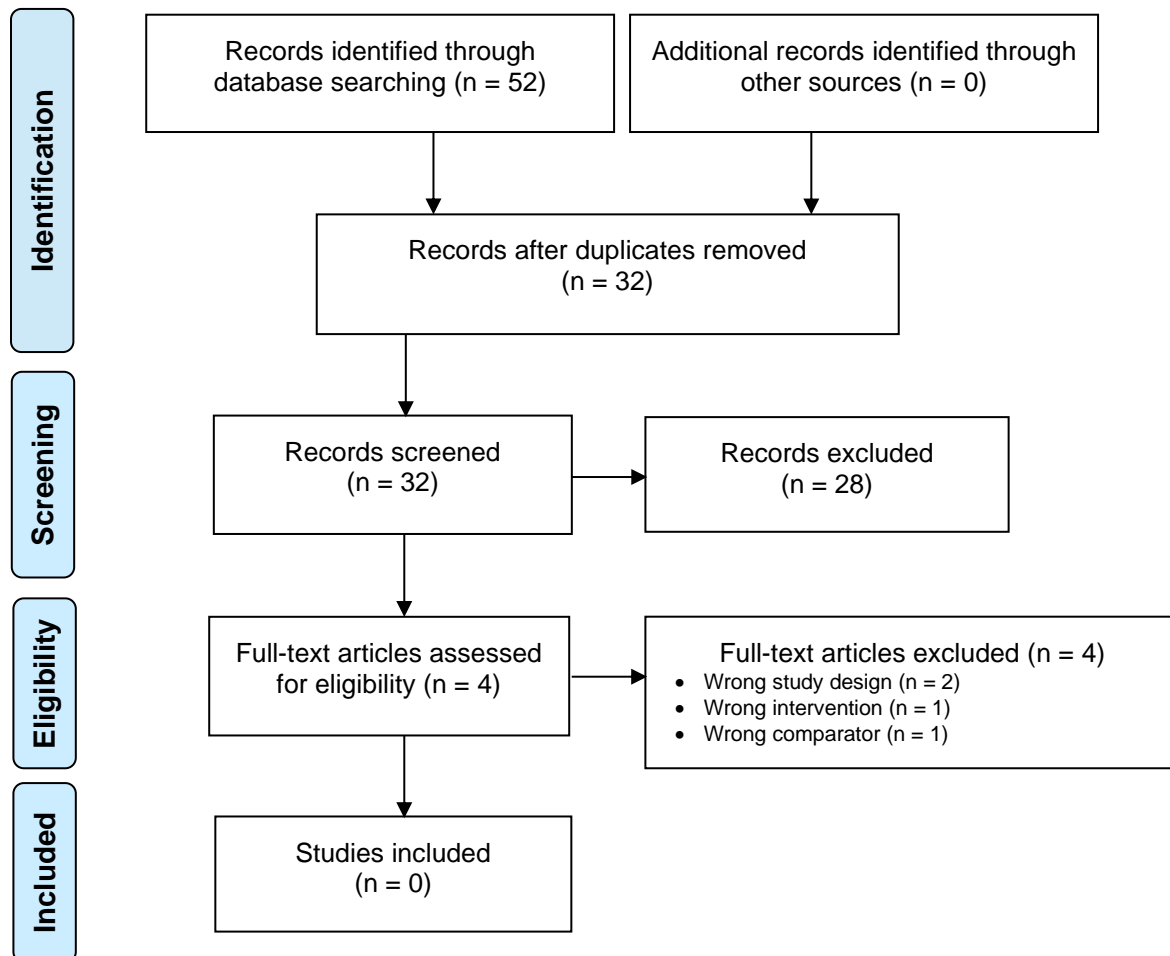 Identification
Records identified through
database searching (n = 52)
Additional records identified through
other sources (n = 0)
Records after duplicates removed
(n = 32)
Screening
Records screened
(n = 32)
Records excluded
(n = 28)
Eligibility
Full-text articles assessed
for eligibility (n = 4)
Full-text articles excluded (n = 4)
• Wrong study design (n = 2)
• Wrong intervention (n = 1)
• Wrong comparator (n = 1)
Included
Studies included
(n = 0)